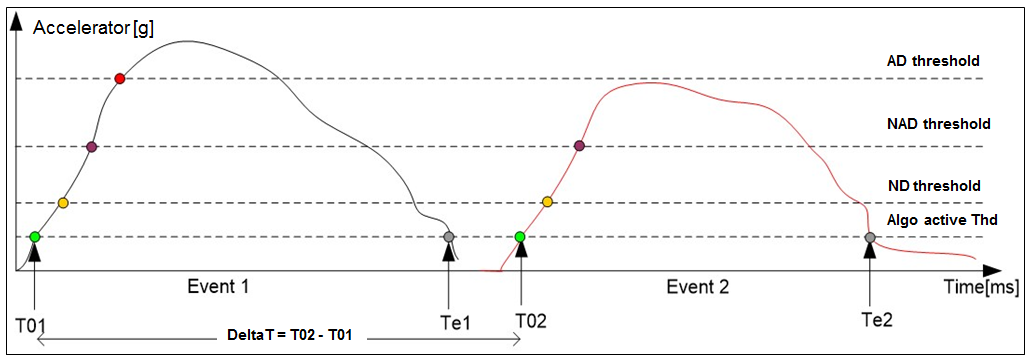 Accelerator [g]
AD threshold
NAD threshold
ND threshold
Algo active Thd
Event 1
Event 2
Time[ms]
T01
Te1
T02
Te2
DeltaT = T02 - T01